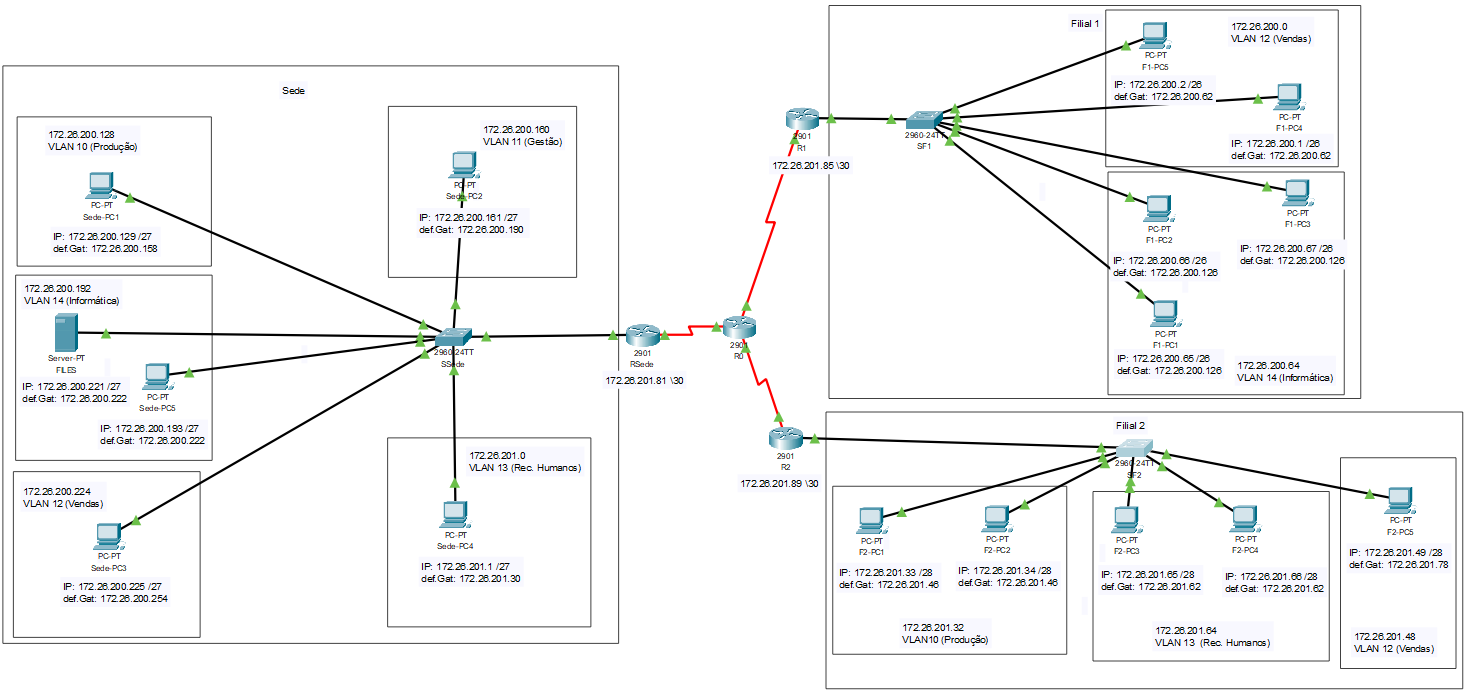 Sede
172.26.200.128
VLAN 10 (Produção)
PC-PT
Sede-PC1
IP: 172.26.200.129 /27
def.Gat: 172.26.200.158
172.26.200.160
VLAN 11 (Gestão)
PC-PT
Sede-PC2
IP: 172.26.200.161 /27
def.Gat: 172.26.200.190
172.26.200.192
VLAN 14 (Informática)
Server-PT
FILES
IP: 172.26.200.221 /27
def.Gat: 172.26.200.222
PC-PT
Sede-PC5
IP: 172.26.200.193 /27
def.Gat: 172.26.200.222
2960-24TT
SSede
172.26.200.224
VLAN 12 (Vendas)
PC-PT
Sede-PC3
IP: 172.26.200.225 /27
def.Gat: 172.26.200.254
172.26.201.0
VLAN 13 (Rec. Humanos)
PC-PT
Sede-PC4
IP: 172.26.201.1 /27
def.Gat: 172.26.201.30
2901
RSede
172.26.201.81 \30
2901
R0
2901
R1
172.26.201.85 \30
2901
R2
172.26.201.89 \30
Filial 1
172.26.200.0
VLAN 12 (Vendas)
PC-PT
F1-PC5
IP: 172.26.200.2 /26
def.Gat: 172.26.200.62
PC-PT
F1-PC4
IP: 172.26.200.1 /26
def.Gat: 172.26.200.62
2960-24TT
SF1
PC-PT
F1-PC3
IP: 172.26.200.67 /26
def.Gat: 172.26.200.126
PC-PT
F1-PC2
IP: 172.26.200.66 /26
def.Gat: 172.26.200.126
PC-PT
F1-PC1
IP: 172.26.200.65 /26
def.Gat: 172.26.200.126
172.26.200.64
VLAN 14 (Informática)
Filial 2
2960-24TT
SF2
PC-PT
F2-PC1
IP: 172.26.201.33 /28
def.Gat: 172.26.201.46
PC-PT
F2-PC2
IP: 172.26.201.34 /28
def.Gat: 172.26.201.46
172.26.201.32
VLAN10 (Produção)
PC-PT
F2-PC3
IP: 172.26.201.65 /28
def.Gat: 172.26.201.62
PC-PT
F2-PC4
IP: 172.26.201.66 /28
def.Gat: 172.26.201.62
172.26.201.64
VLAN 13 (Rec. Humanos)
PC-PT
F2-PC5
IP: 172.26.201.49 /28
def.Gat: 172.26.201.78
172.26.201.48
VLAN 12 (Vendas)